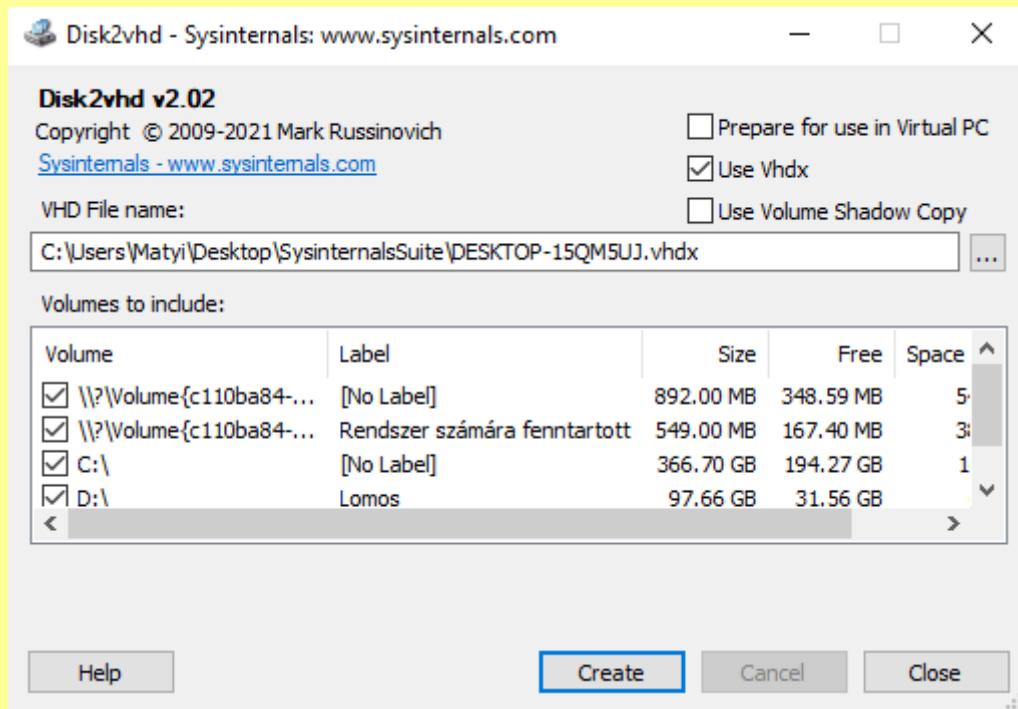 Disk2vhd - Sysinternals: www.sysinternals.com
Disk2vhd v2.02
Copyright © 2009-2021 Mark Russinovich
Sysinternals - www.sysinternals.com
Prepare for use in Virtual PC
Use Vhdx
Use Volume Shadow Copy
VHD File name:
C:\Users\Matyi\Desktop\SysinternalsSuite\DESKTOP-15QM5UJ.vhdx
...
Volumes to include:
Volume Label Size Free Space
\\?\Volume{c110ba84-... [No Label] 892.00 MB 348.59 MB
\\?\Volume{c110ba84-... Rendszer számára fenntartott 549.00 MB 167.40 MB
C:\ [No Label] 366.70 GB 194.27 GB
D:\ Lomos 97.66 GB 31.56 GB
Help Create Cancel Close